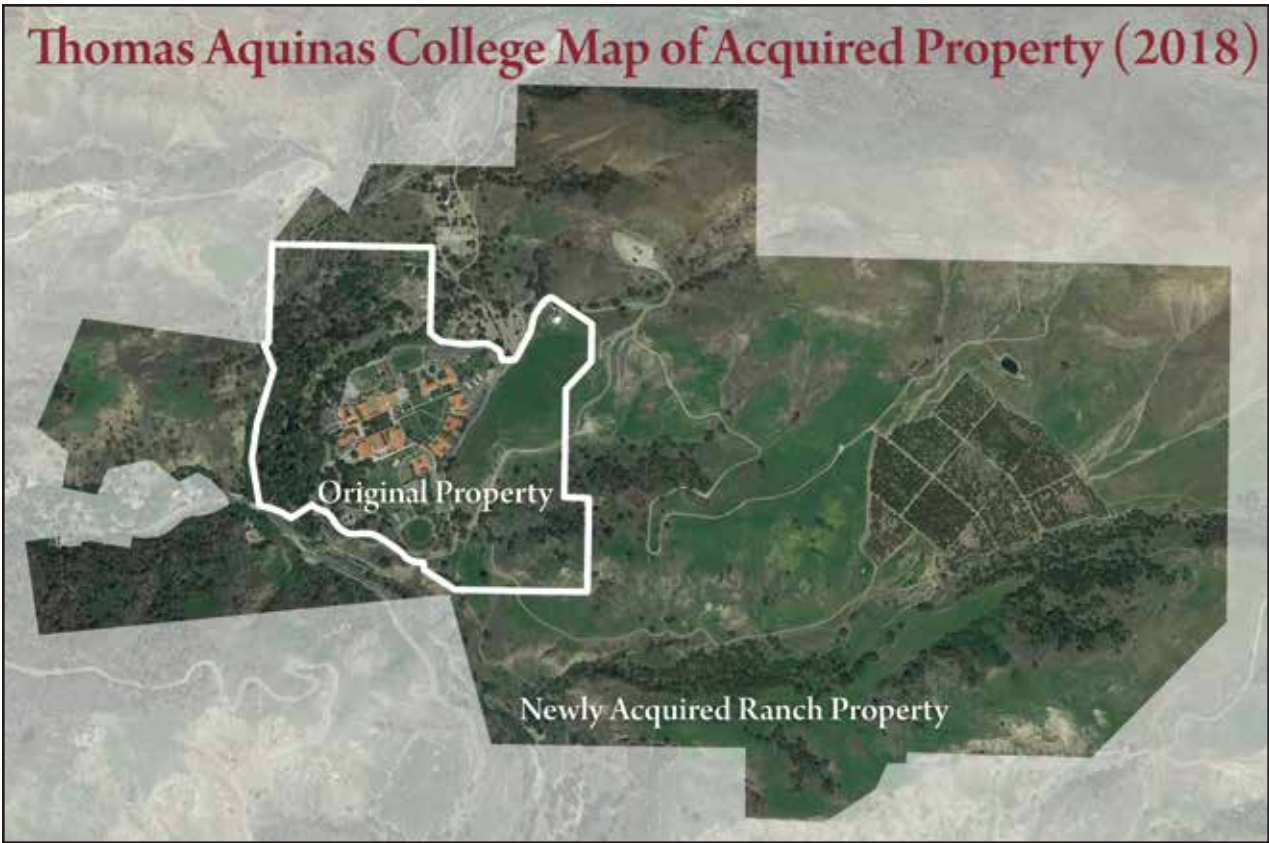 Thomas Aquinas College Map of Acquired Property (2018)
Original Property
Newly Acquired Ranch Property